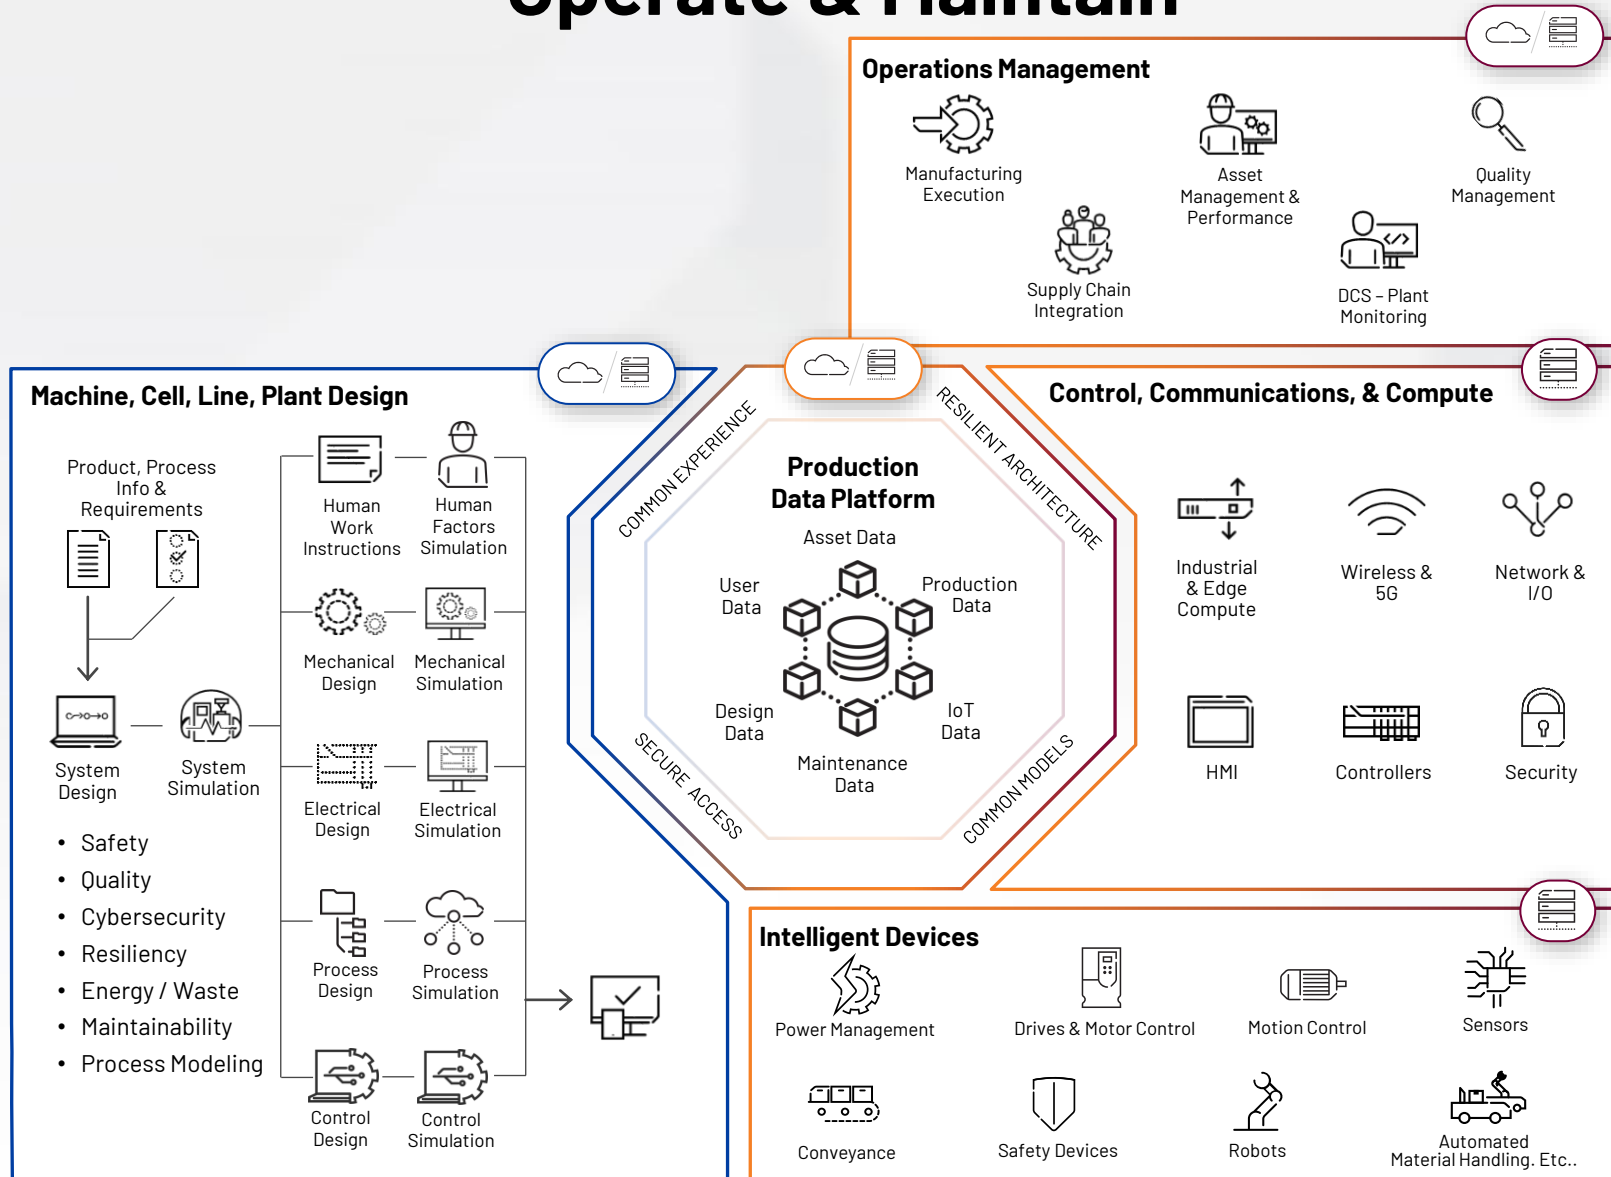 Operate & Maintain
Operations Management
Manufacturing
Execution
Asset
Management &
Performance
Quality
Management
Supply Chain
Integration
DCS – Plant
Monitoring
Machine, Cell, Line, Plant Design
Product, Process
Info &
Requirements
Human
Work
Instructions
Human
Factors
Simulation
Mechanical
Design
Mechanical
Simulation
System
Design
System
Simulation
Electrical
Design
Electrical
Simulation
• Safety
• Quality
• Cybersecurity
• Resiliency
• Energy / Waste
• Maintainability
• Process Modeling
Process
Design
Process
Simulation
Control
Design
Control
Simulation
COMMON EXPERIENCE
RESILIENT ARCHITECTURE
SECURE ACCESS
COMMON MODELS
Production
Data Platform
Asset Data
User
Data
Production
Data
Design
Data
IoT
Data
Maintenance
Data
Control, Communications, & Compute
Industrial
& Edge
Compute
Wireless &
5G
Network &
I/O
HMI
Controllers
Security
Intelligent Devices
Power Management
Drives & Motor Control
Motion Control
Sensors
Conveyance
Safety Devices
Robots
Automated
Material Handling. Etc..